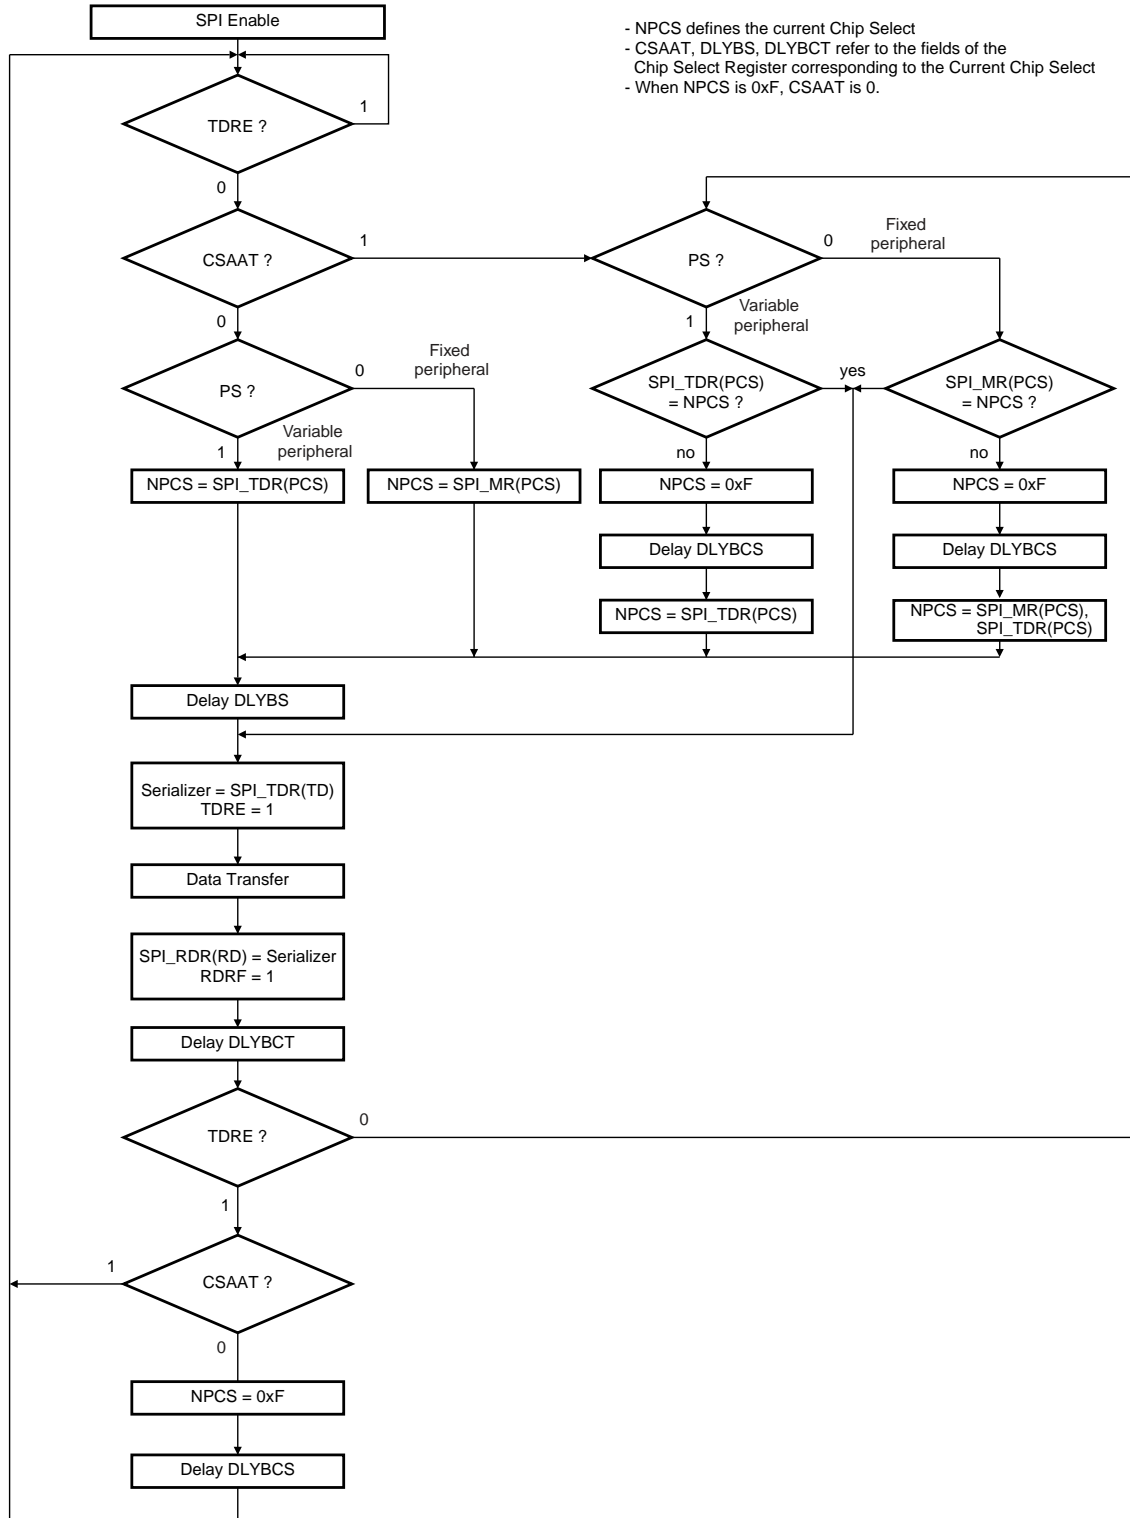 SPI Enable
- NPCS defines the current Chip Select
- CSAAT, DLYBS, DLYBCT refer to the fields of the
Chip Select Register corresponding to the Current Chip Select
- When NPCS is 0xF, CSAAT is 0.
TDRE ?
1
0
CSAAT ?
1
0
PS ?
0
Fixed
peripheral
1
Variable
peripheral
PS ?
0
Fixed
peripheral
1
Variable
peripheral
SPI_TDR(PCS)
= NPCS ?
yes
SPI_MR(PCS)
= NPCS ?
no
no
NPCS = SPI_TDR(PCS)
NPCS = SPI_MR(PCS)
NPCS = 0xF
NPCS = 0xF
Delay DLYBCS
Delay DLYBCS
NPCS = SPI_TDR(PCS)
NPCS = SPI_MR(PCS),
SPI_TDR(PCS)
Delay DLYBS
Serializer = SPI_TDR(TD)
TDRE = 1
Data Transfer
SPI_RDR(RD) = Serializer
RDRF = 1
Delay DLYBCT
TDRE ?
0
1
CSAAT ?
1
0
NPCS = 0xF
Delay DLYBCS